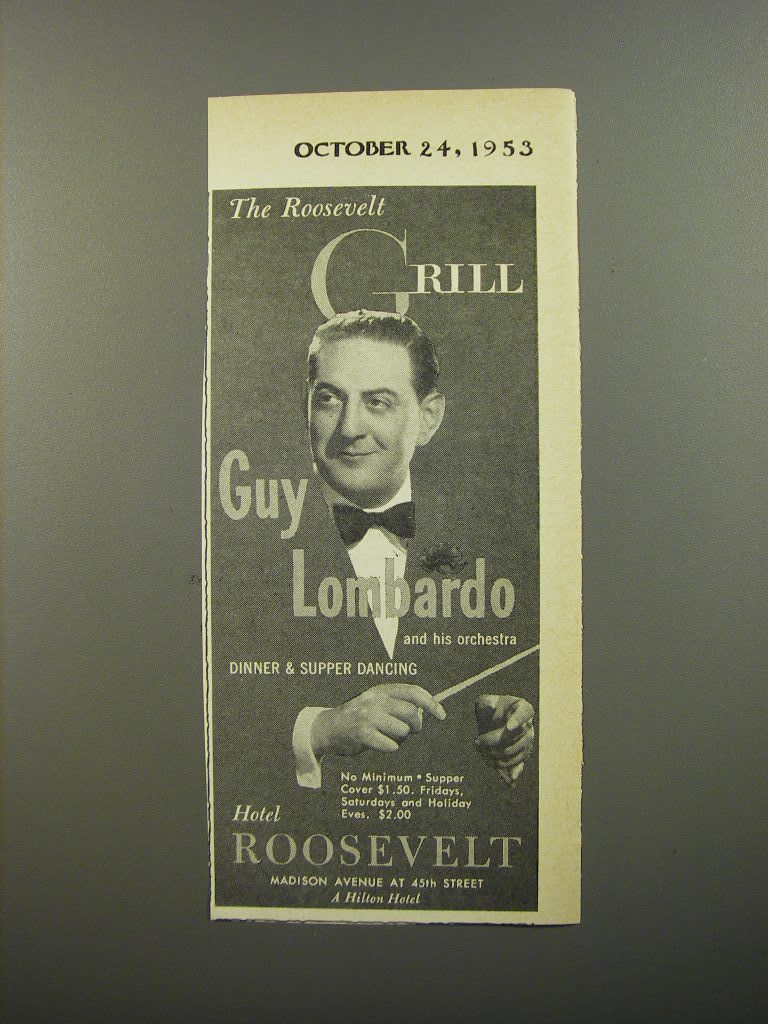 OCTOBER 24, 1953
The Roosevelt
GRILL
Guy
Lombardo
and his orchestra
DINNER & SUPPER DANCING
No Minimum • Supper
Cover $1.50. Fridays,
Saturdays and Holiday
Eves. $2.00
Hotel
ROOSEVELT
MADISON AVENUE AT 45th STREET
A Hilton Hotel